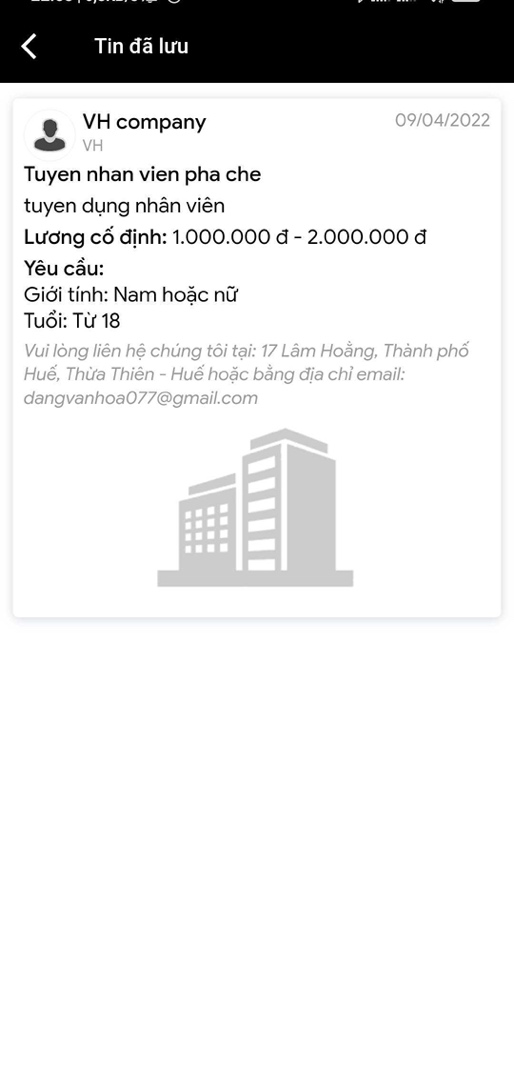 Tin đã lưu
VH company
09/04/2022
VH
Tuyen nhan vien pha che
tuyen dụng nhân viên
Lương cố định: 1.000.000 đ - 2.000.000 đ
Yêu cầu:
Giới tính: Nam hoặc nữ
Tuổi: Từ 18
Vui lòng liên hệ chúng tôi tại: 17 Lâm Hoằng, Thành phố
Huế, Thừa Thiên - Huế hoặc bằng địa chỉ email:
dangvanhoa077@gmail.com